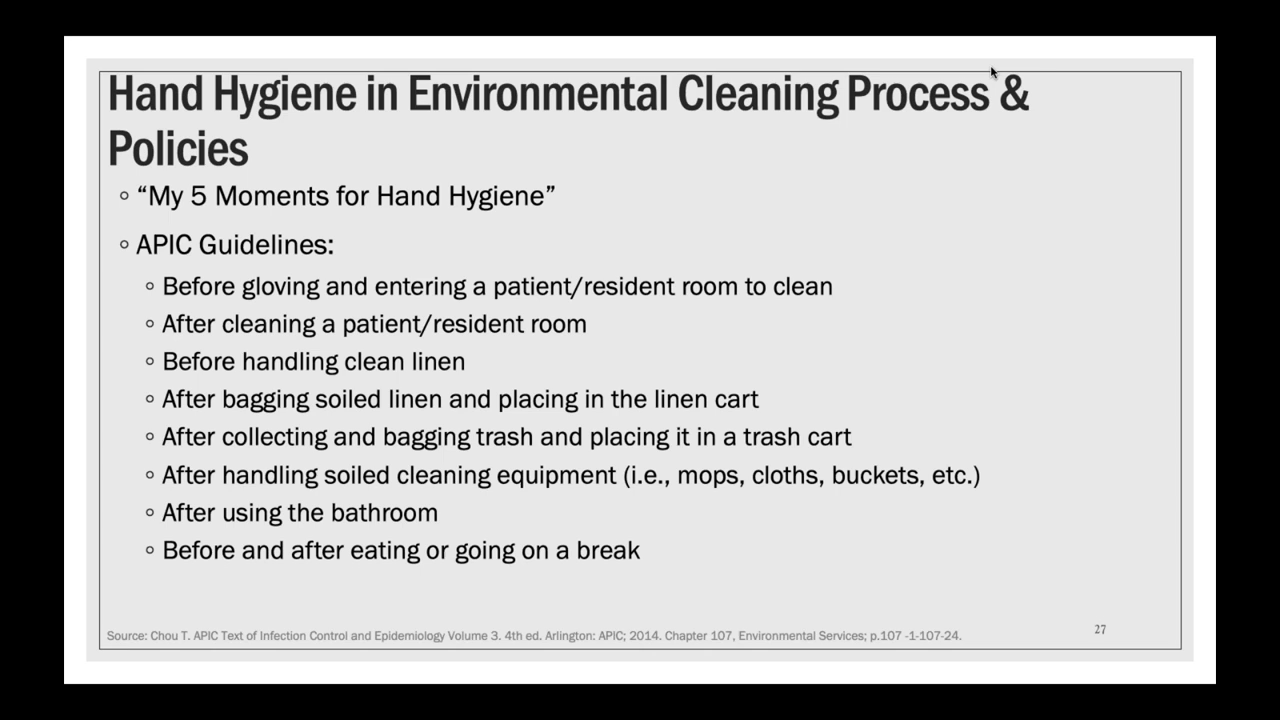 Hand Hygiene in Environmental Cleaning Process &
Policies
◦ “My 5 Moments for Hand Hygiene”
◦ APIC Guidelines:
◦ Before gloving and entering a patient/resident room to clean
◦ After cleaning a patient/resident room
◦ Before handling clean linen
◦ After bagging soiled linen and placing in the linen cart
◦ After collecting and bagging trash and placing it in a trash cart
◦ After handling soiled cleaning equipment (i.e., mops, cloths, buckets, etc.)
◦ After using the bathroom
◦ Before and after eating or going on a break
Source: Chou T. APIC Text of Infection Control and Epidemiology Volume 3. 4th ed. Arlington: APIC; 2014. Chapter 107, Environmental Services; p.107 -1-107-24.
27